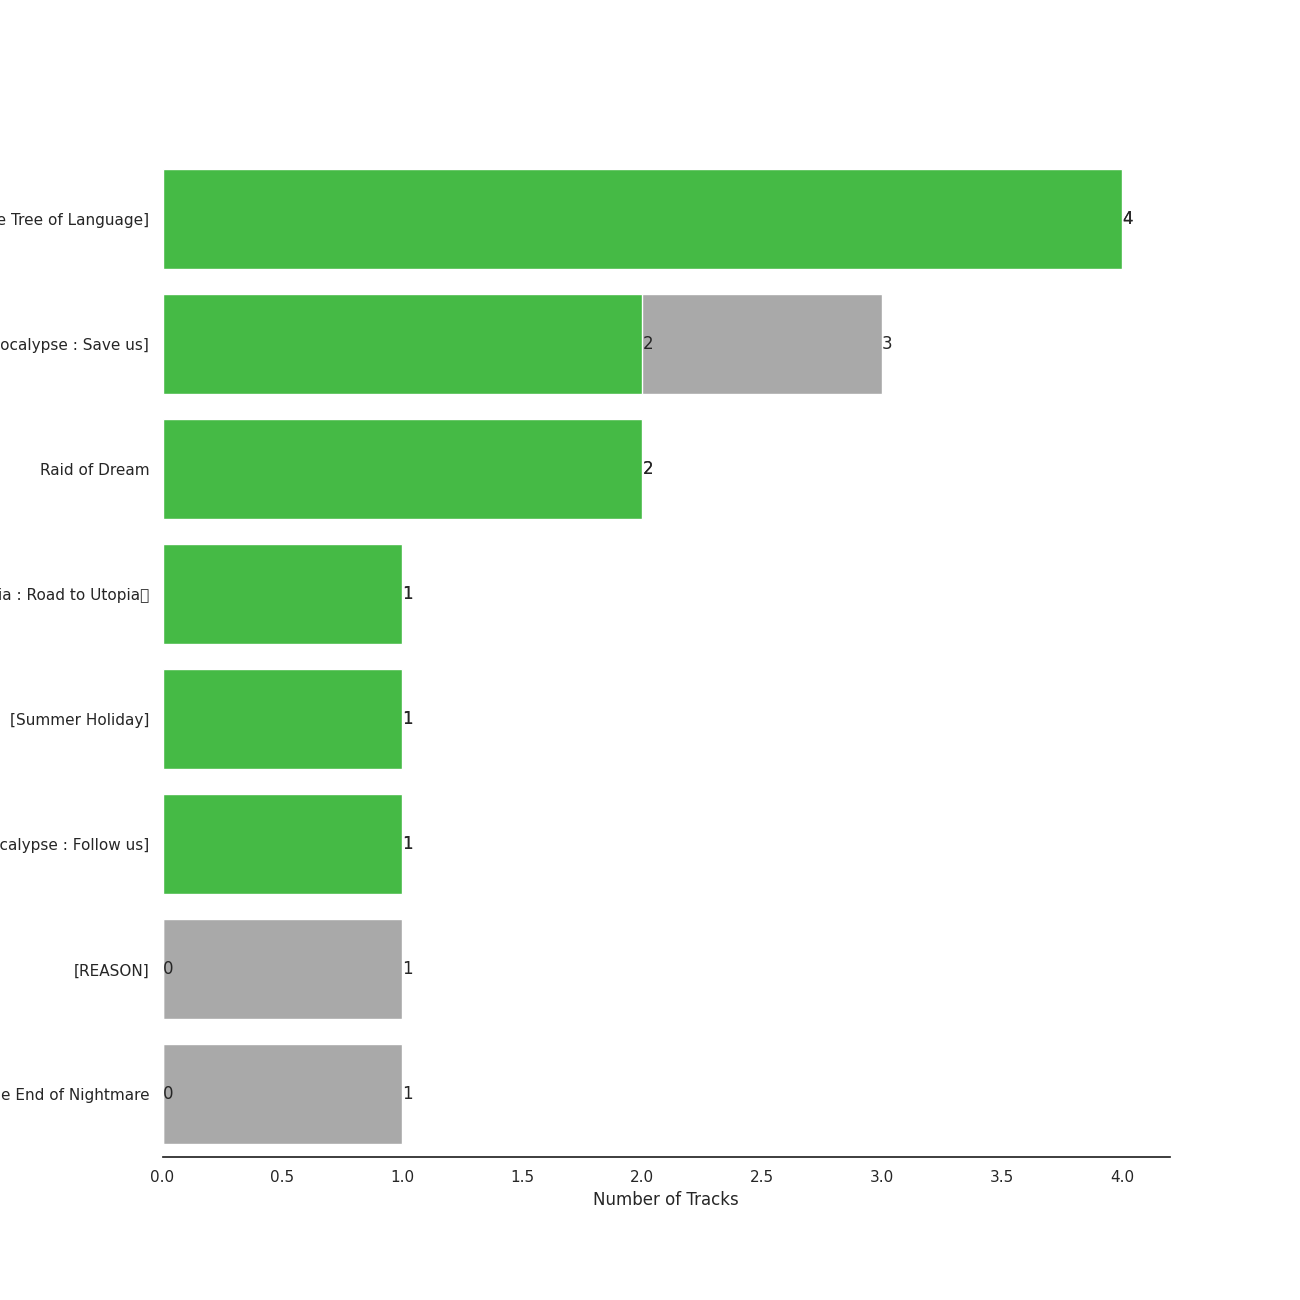 e Tree of Language]
4
ocalypse : Save us]
2
3
Raid of Dream
2
ia : Road to Utopia
1
[Summer Holiday]
1
calypse : Follow us]
1
[REASON]
0
1
e End of Nightmare
0
1
0.0 0.5 1.0 1.5 2.0 2.5 3.0 3.5 4.0
Number of Tracks